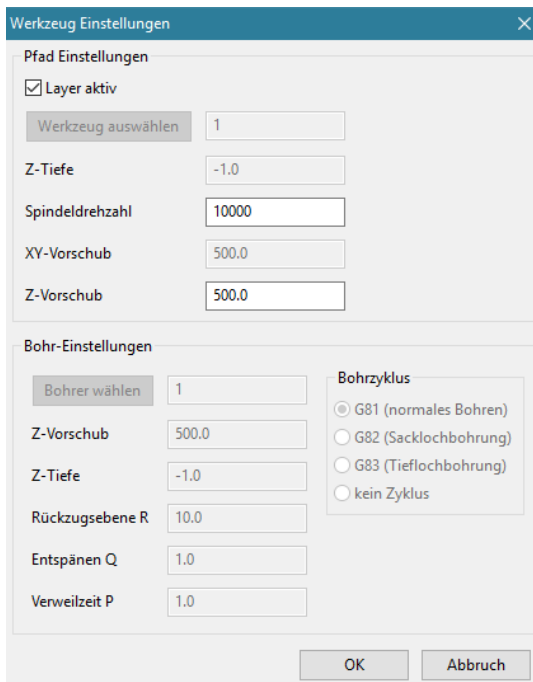 Werkzeug Einstellungen
Pfad Einstellungen
Layer aktiv
Werkzeug auswählen 1
Z-Tiefe -1.0
Spindeldrehzahl 10000
XY-Vorschub 500.0
Z-Vorschub 500.0
Bohr-Einstellungen
Bohrer wählen 1
Z-Vorschub 500.0
Z-Tiefe -1.0
Rückzugsebene R 10.0
Entspänen Q 1.0
Verweilzeit P 1.0
Bohrzyklus
G81 (normales Bohren)
G82 (Sacklochbohrung)
G83 (Tieflochbohrung)
kein Zyklus
OK Abbruch